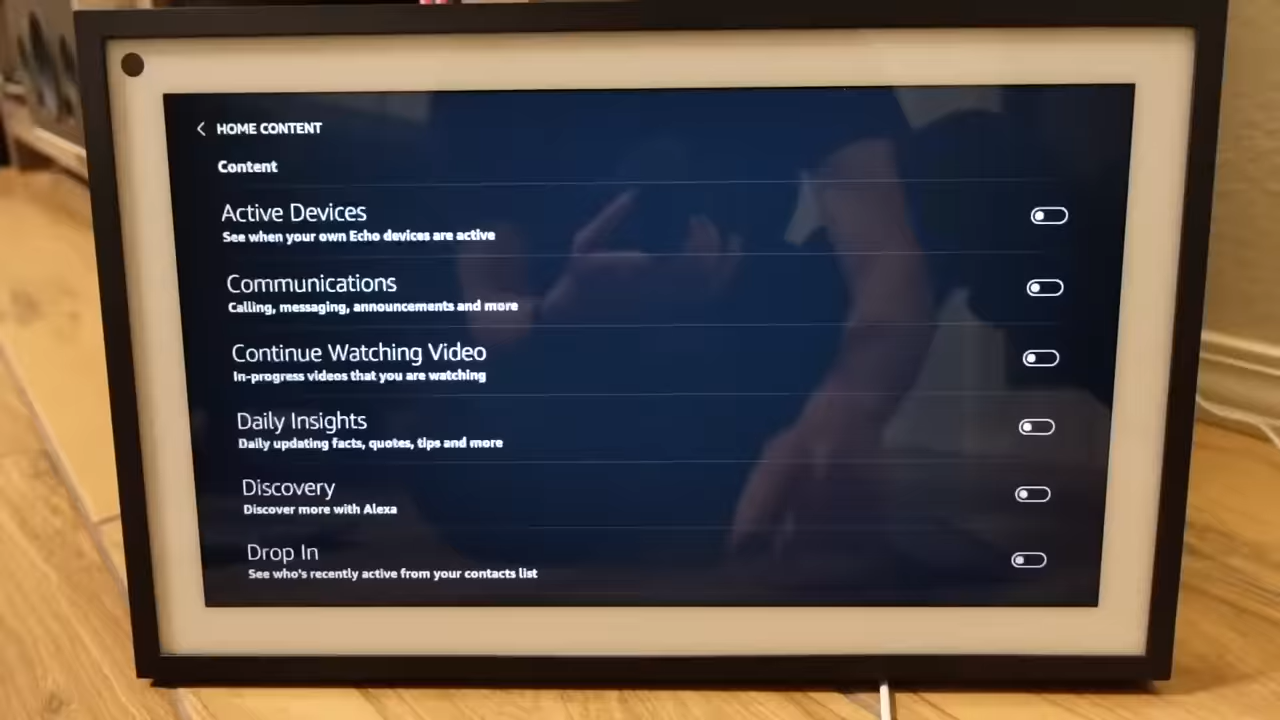 HOME CONTENT
Content
Active Devices
See when your own Echo devices are active
Communications
Calling, messaging, announcements and more
Continue Watching Video
In-progress videos that you are watching
Daily Insights
Daily updating facts, quotes, tips and more
Discovery
Discover more with Alexa
Drop In
See who's recently active from your contacts list